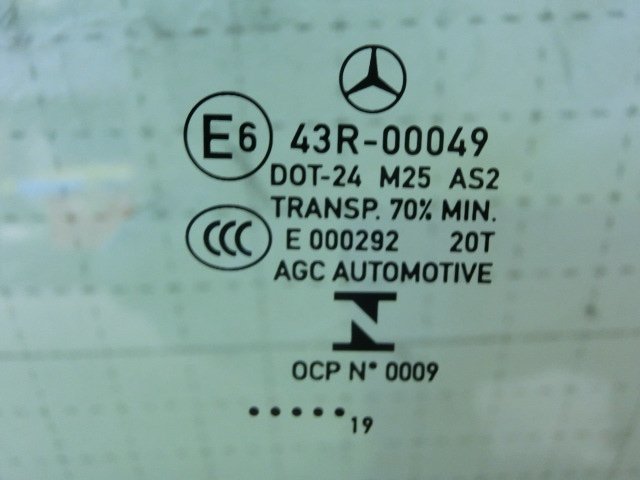 E6 43R-00049
DOT-24 M25 AS2
TRANSP. 70% MIN.
CCC E 000292 20T
AGC AUTOMOTIVE
OCP N° 0009
•••••19